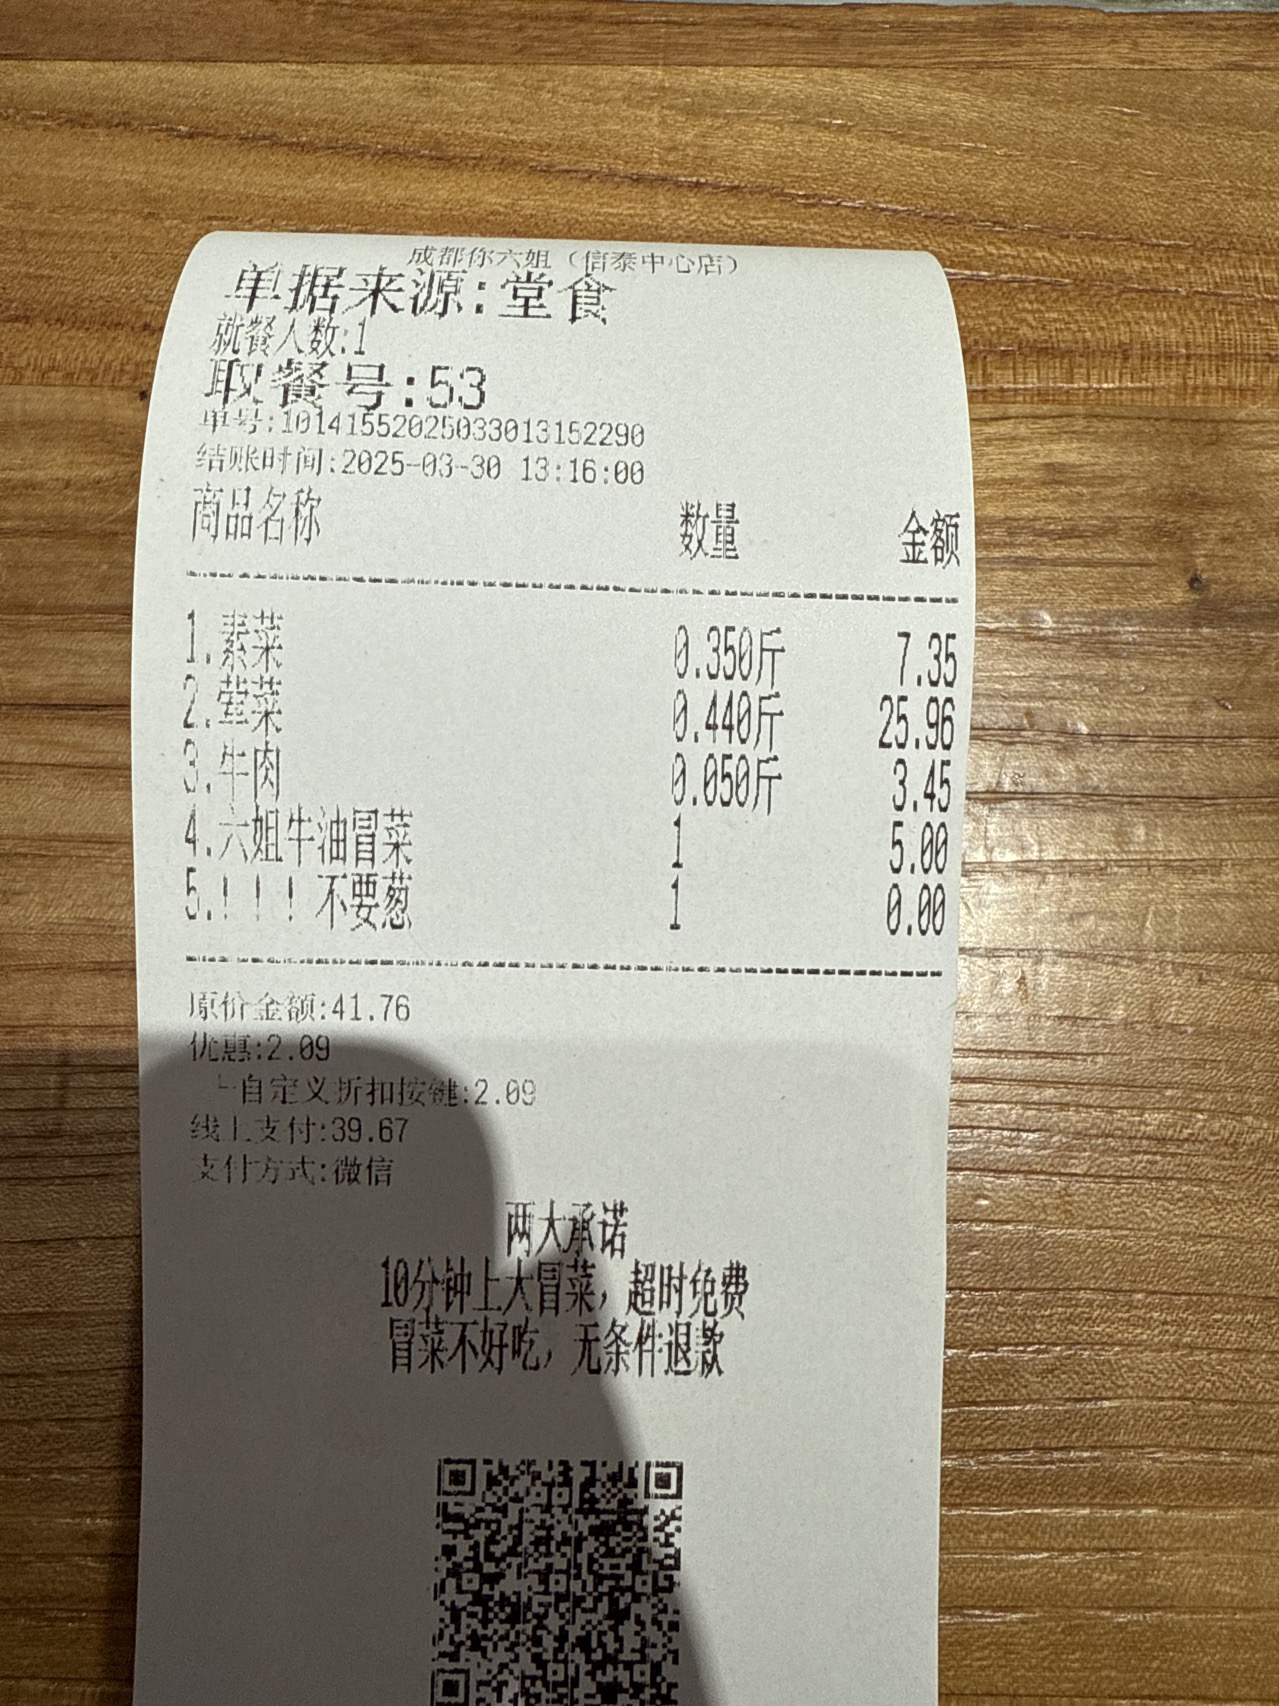 成都你六姐（信泰中心店）
单据来源:堂食
就餐人数:1
取餐号:53
单号:10141552025033013152290
结账时间:2025-03-30 13:16:00
商品名称 数量 金额
1.素菜 0.350斤 7.35
2.荤菜 0.440斤 25.96
3.牛肉 0.050斤 3.45
4.六姐牛油冒菜 1 5.00
5.！！！不要葱 1 0.00
原价金额:41.76
优惠:2.09
└自定义折扣按键:2.09
线上支付:39.67
支付方式:微信
两大承诺
10分钟上大冒菜，超时免费
冒菜不好吃，无条件退款